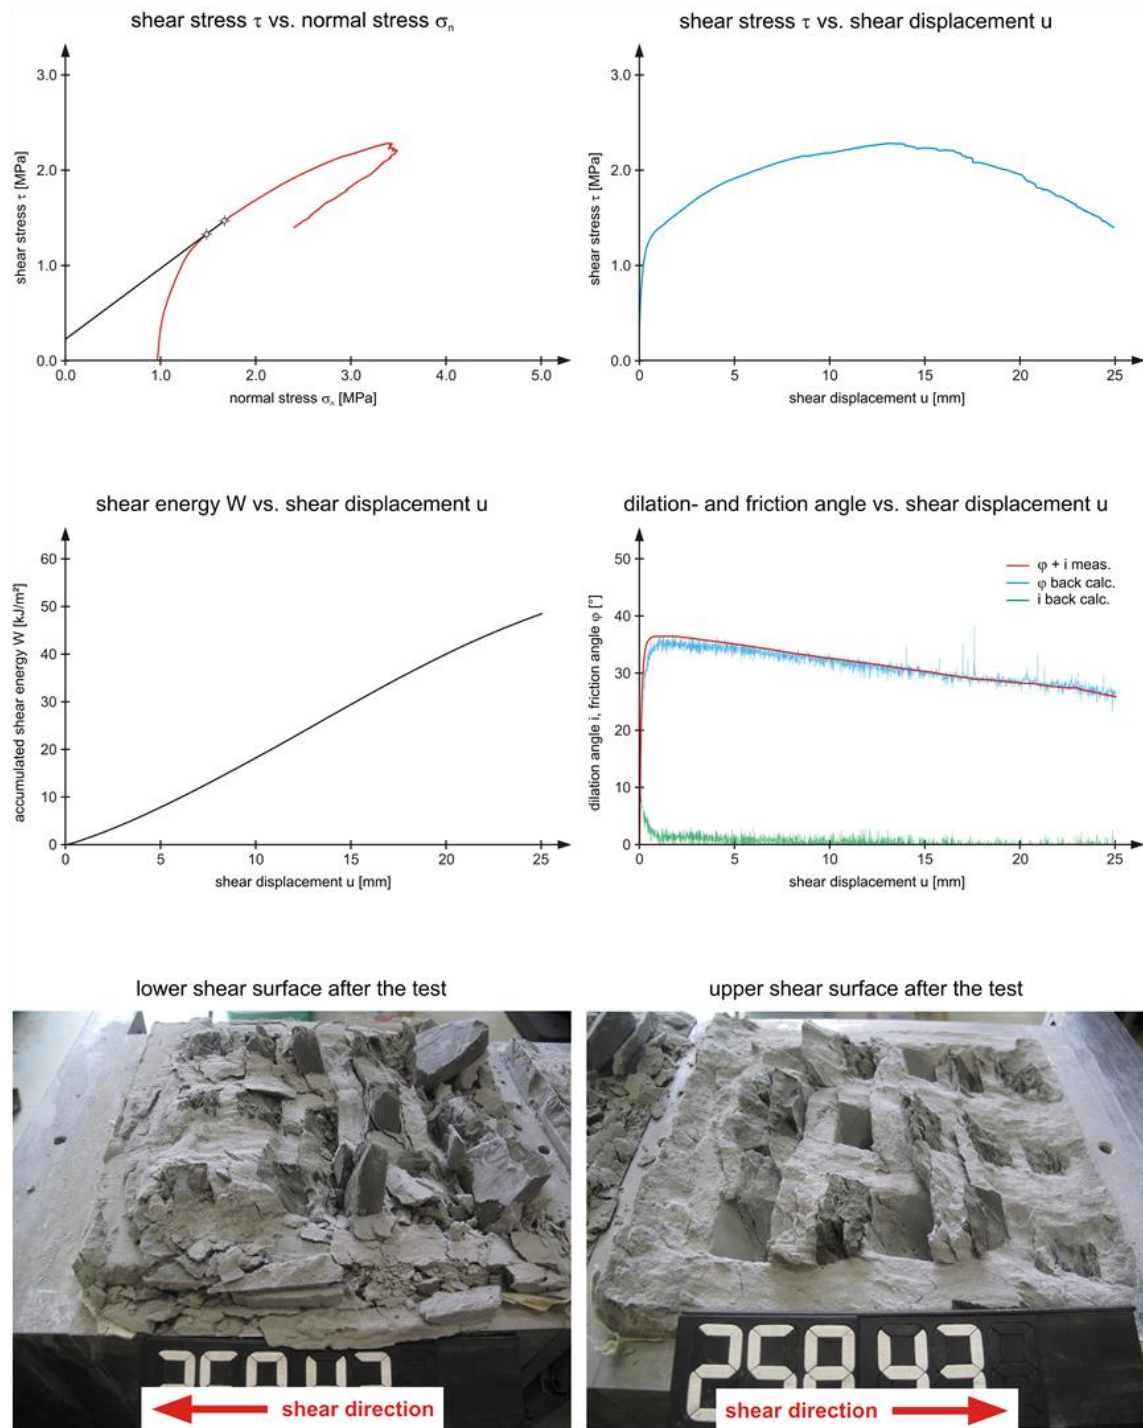 shear stress τ vs. normal stress σₙ
shear stress τ [MPa]
3.0
2.0
1.0
0.0
0.0 1.0 2.0 3.0 4.0 5.0
normal stress σₙ [MPa]
shear stress τ vs. shear displacement u
shear stress τ [MPa]
3.0
2.0
1.0
0.0
0 5 10 15 20 25
shear displacement u [mm]
shear energy W vs. shear displacement u
accumulated shear energy W [kJ/m²]
60
50
40
30
20
10
0
0 5 10 15 20 25
shear displacement u [mm]
dilation- and friction angle vs. shear displacement u
dilation angle i, friction angle φ [°]
50
40
30
20
10
0
φ + i meas.
φ back calc.
i back calc.
0 5 10 15 20 25
shear displacement u [mm]
lower shear surface after the test
shear direction
upper shear surface after the test
25893
shear direction